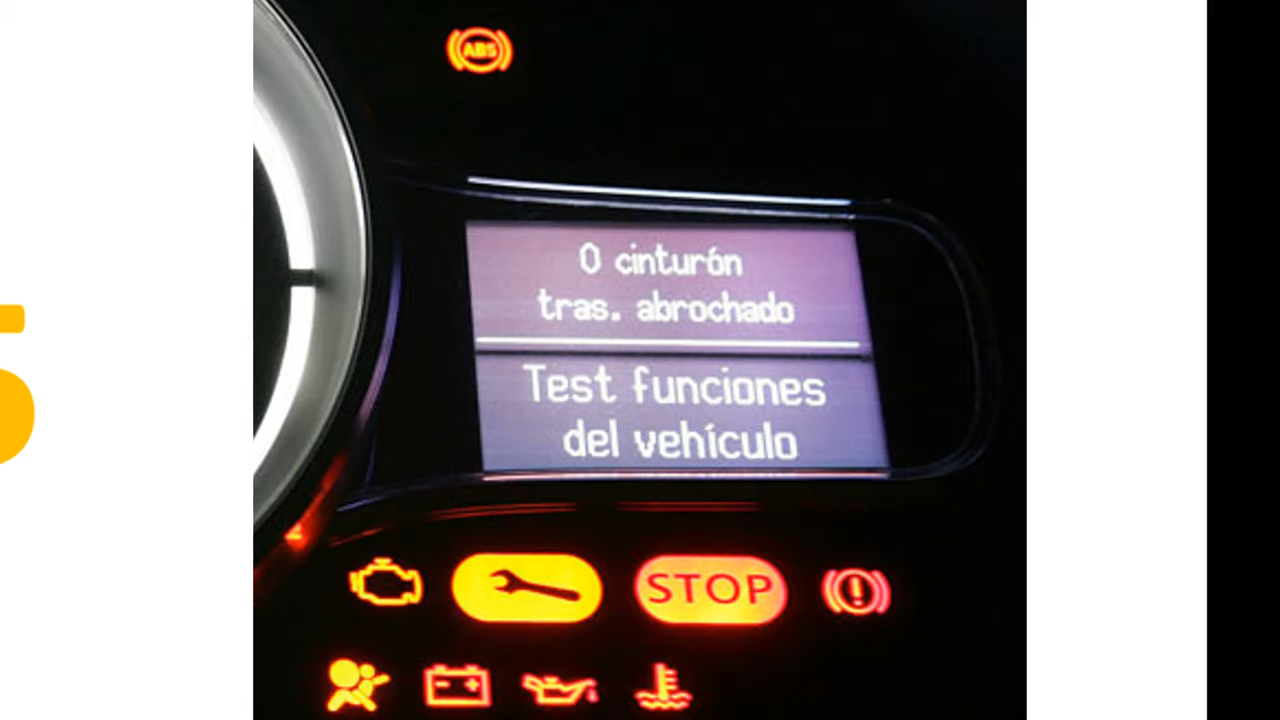 ABS
0 cinturón
tras. abrochado
Test funciones
del vehículo
STOP